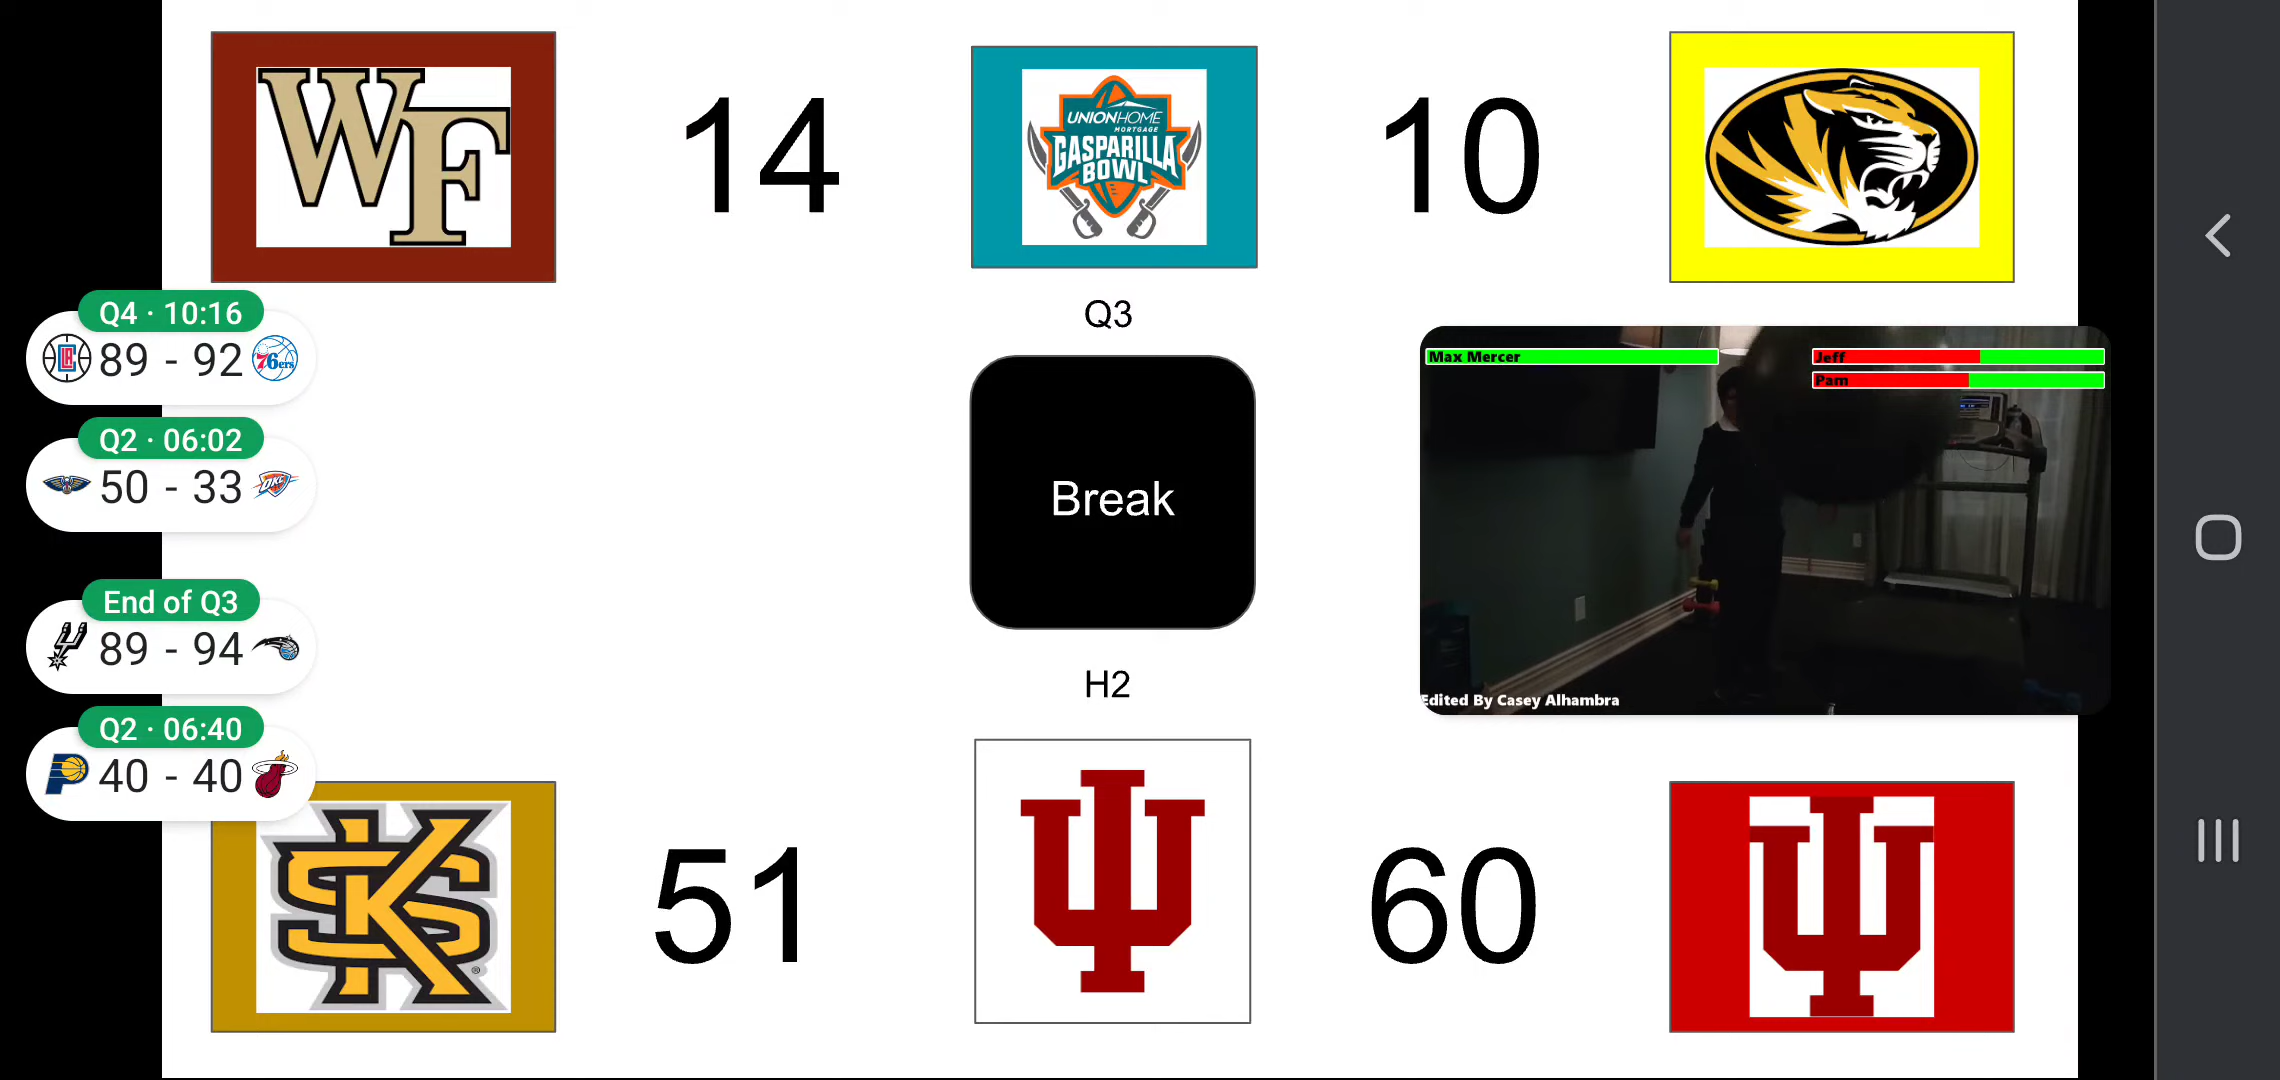 WF
14
UNIONHOME
MORTGAGE
GASPARILLA
BOWL
10
Q4 · 10:16
89 - 92
LA
76ers
Q3
Max Mercer
Jeff
Pam
Q2 · 06:02
50 - 33
OKC
Break
End of Q3
89 - 94
H2
Edited By Casey Alhambra
Q2 · 06:40
40 - 40
KS
®
51
60